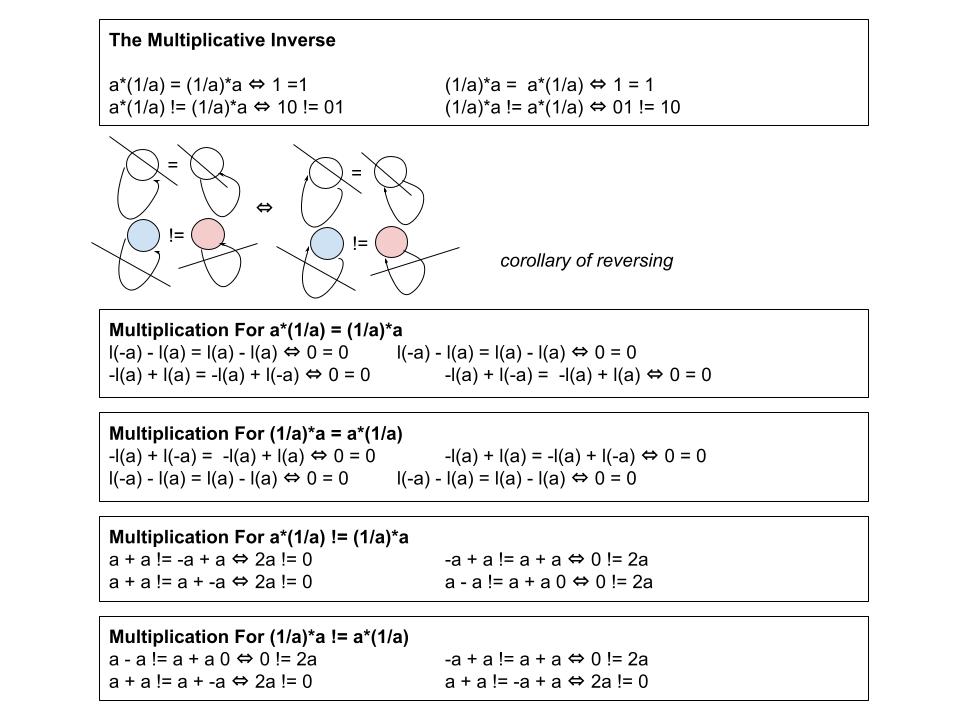 The Multiplicative Inverse
a*(1/a) = (1/a)*a ⇔ 1 =1 (1/a)*a = a*(1/a) ⇔ 1 = 1
a*(1/a) != (1/a)*a ⇔ 10 != 01 (1/a)*a != a*(1/a) ⇔ 01 != 10
= =
⇔
!= !=
corollary of reversing
Multiplication For a*(1/a) = (1/a)*a
l(-a) - l(a) = l(a) - l(a) ⇔ 0 = 0 l(-a) - l(a) = l(a) - l(a) ⇔ 0 = 0
-l(a) + l(a) = -l(a) + l(-a) ⇔ 0 = 0 -l(a) + l(-a) = -l(a) + l(a) ⇔ 0 = 0
Multiplication For (1/a)*a = a*(1/a)
-l(a) + l(-a) = -l(a) + l(a) ⇔ 0 = 0 -l(a) + l(a) = -l(a) + l(-a) ⇔ 0 = 0
l(-a) - l(a) = l(a) - l(a) ⇔ 0 = 0 l(-a) - l(a) = l(a) - l(a) ⇔ 0 = 0
Multiplication For a*(1/a) != (1/a)*a
a + a != -a + a ⇔ 2a != 0 -a + a != a + a ⇔ 0 != 2a
a + a != a + -a ⇔ 2a != 0 a - a != a + a 0 ⇔ 0 != 2a
Multiplication For (1/a)*a != a*(1/a)
a - a != a + a 0 ⇔ 0 != 2a -a + a != a + a ⇔ 0 != 2a
a + a != a + -a ⇔ 2a != 0 a + a != -a + a ⇔ 2a != 0